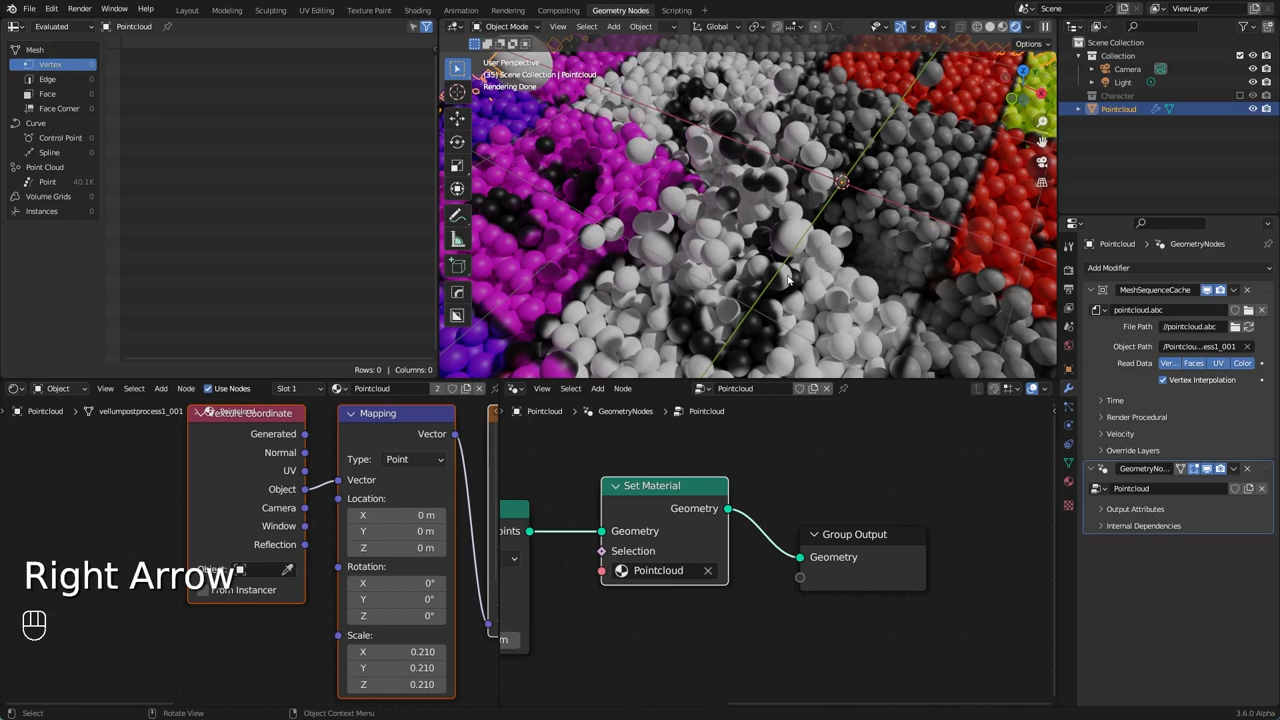 File Edit Render Window Help Layout Modeling Sculpting UV Editing Texture Paint Shading Animation Rendering Compositing Geometry Nodes Scripting Scene ViewLayer
Evaluated Pointcloud
Mesh
Vertex 0
Edge 0
Face 0
Face Corner 0
Curve
Control Point 0
Spline 0
Point Cloud
Point 40.1K
Volume Grids 0
Instances 0
Rows: 0 | Columns: 0
Object Mode View Select Add Object Global
Options
User Perspective
(35) Scene Collection | Pointcloud
Rendering Done
Scene Collection
Collection
Camera
Light
Character
Pointcloud
Pointcloud GeometryNodes
Add Modifier
MeshSequenceCache
pointcloud.abc
File Path //pointcloud.abc
Object Path /Pointclou...ess1_001
Read Data Ver... Faces UV Color
Vertex Interpolation
Time
Render Procedural
Velocity
Override Layers
GeometryNo...
Pointcloud
Output Attributes
Internal Dependencies
Object View Select Add Node Use Nodes Slot 1 Pointcloud 2
Pointcloud vellumpostprocess1_001
Generated
Normal
UV
Object
Camera
Window
Reflection
Object:
From Instancer
Mapping
Vector
Type: Point
Vector
Location:
X 0 m
Y 0 m
Z 0 m
Rotation:
X 0°
Y 0°
Z 0°
Scale:
X 0.210
Y 0.210
Z 0.210
View Select Add Node Pointcloud
Pointcloud GeometryNodes Pointcloud
oints
m
Set Material
Geometry
Geometry
Selection
Pointcloud
Group Output
Geometry
Right Arrow
Select Rotate View Object Context Menu 3.6.0 Alpha